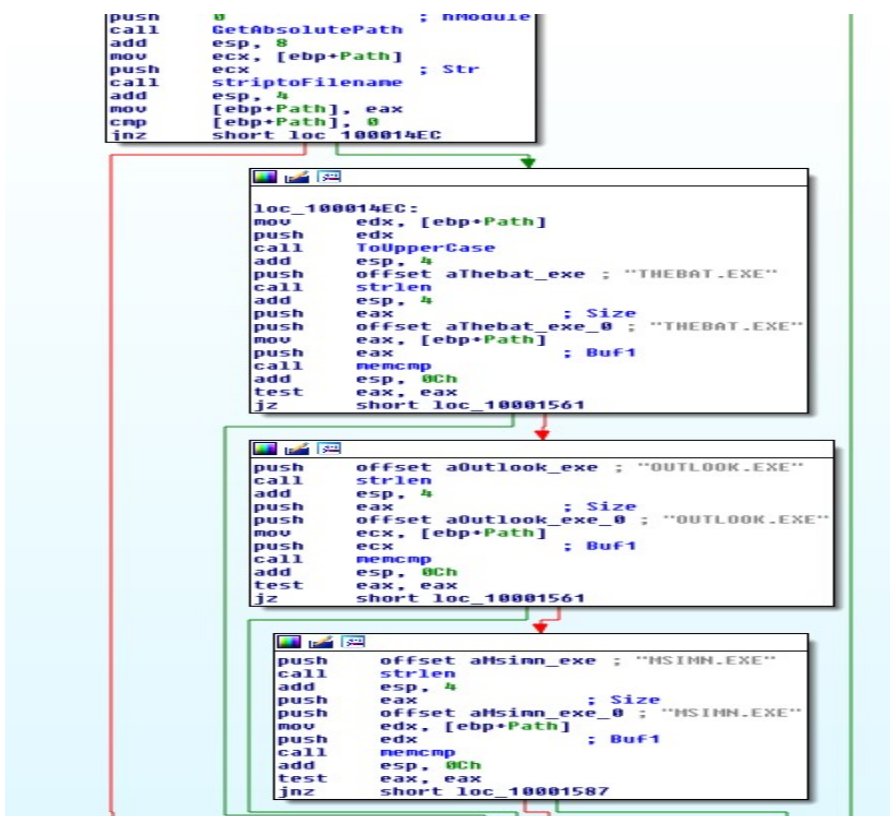 push 0 ; hModule
call GetAbsolutePath
add esp, 8
mov ecx, [ebp+Path]
push ecx ; Str
call striptoFilename
add esp, 4
mov [ebp+Path], eax
cmp [ebp+Path], 0
jnz short loc_100014EC
loc_100014EC:
mov edx, [ebp+Path]
push edx
call ToUpperCase
add esp, 4
push offset aThebat_exe ; "THEBAT.EXE"
call strlen
add esp, 4
push eax ; Size
push offset aThebat_exe_0 ; "THEBAT.EXE"
mov eax, [ebp+Path]
push eax ; Buf1
call memcmp
add esp, 0Ch
test eax, eax
jz short loc_10001561
push offset aOutlook_exe ; "OUTLOOK.EXE"
call strlen
add esp, 4
push eax ; Size
push offset aOutlook_exe_0 ; "OUTLOOK.EXE"
mov ecx, [ebp+Path]
push ecx ; Buf1
call memcmp
add esp, 0Ch
test eax, eax
jz short loc_10001561
push offset aMsimn_exe ; "MSIMN.EXE"
call strlen
add esp, 4
push eax ; Size
push offset aMsimn_exe_0 ; "MSIMN.EXE"
mov edx, [ebp+Path]
push edx ; Buf1
call memcmp
add esp, 0Ch
test eax, eax
jnz short loc_10001587